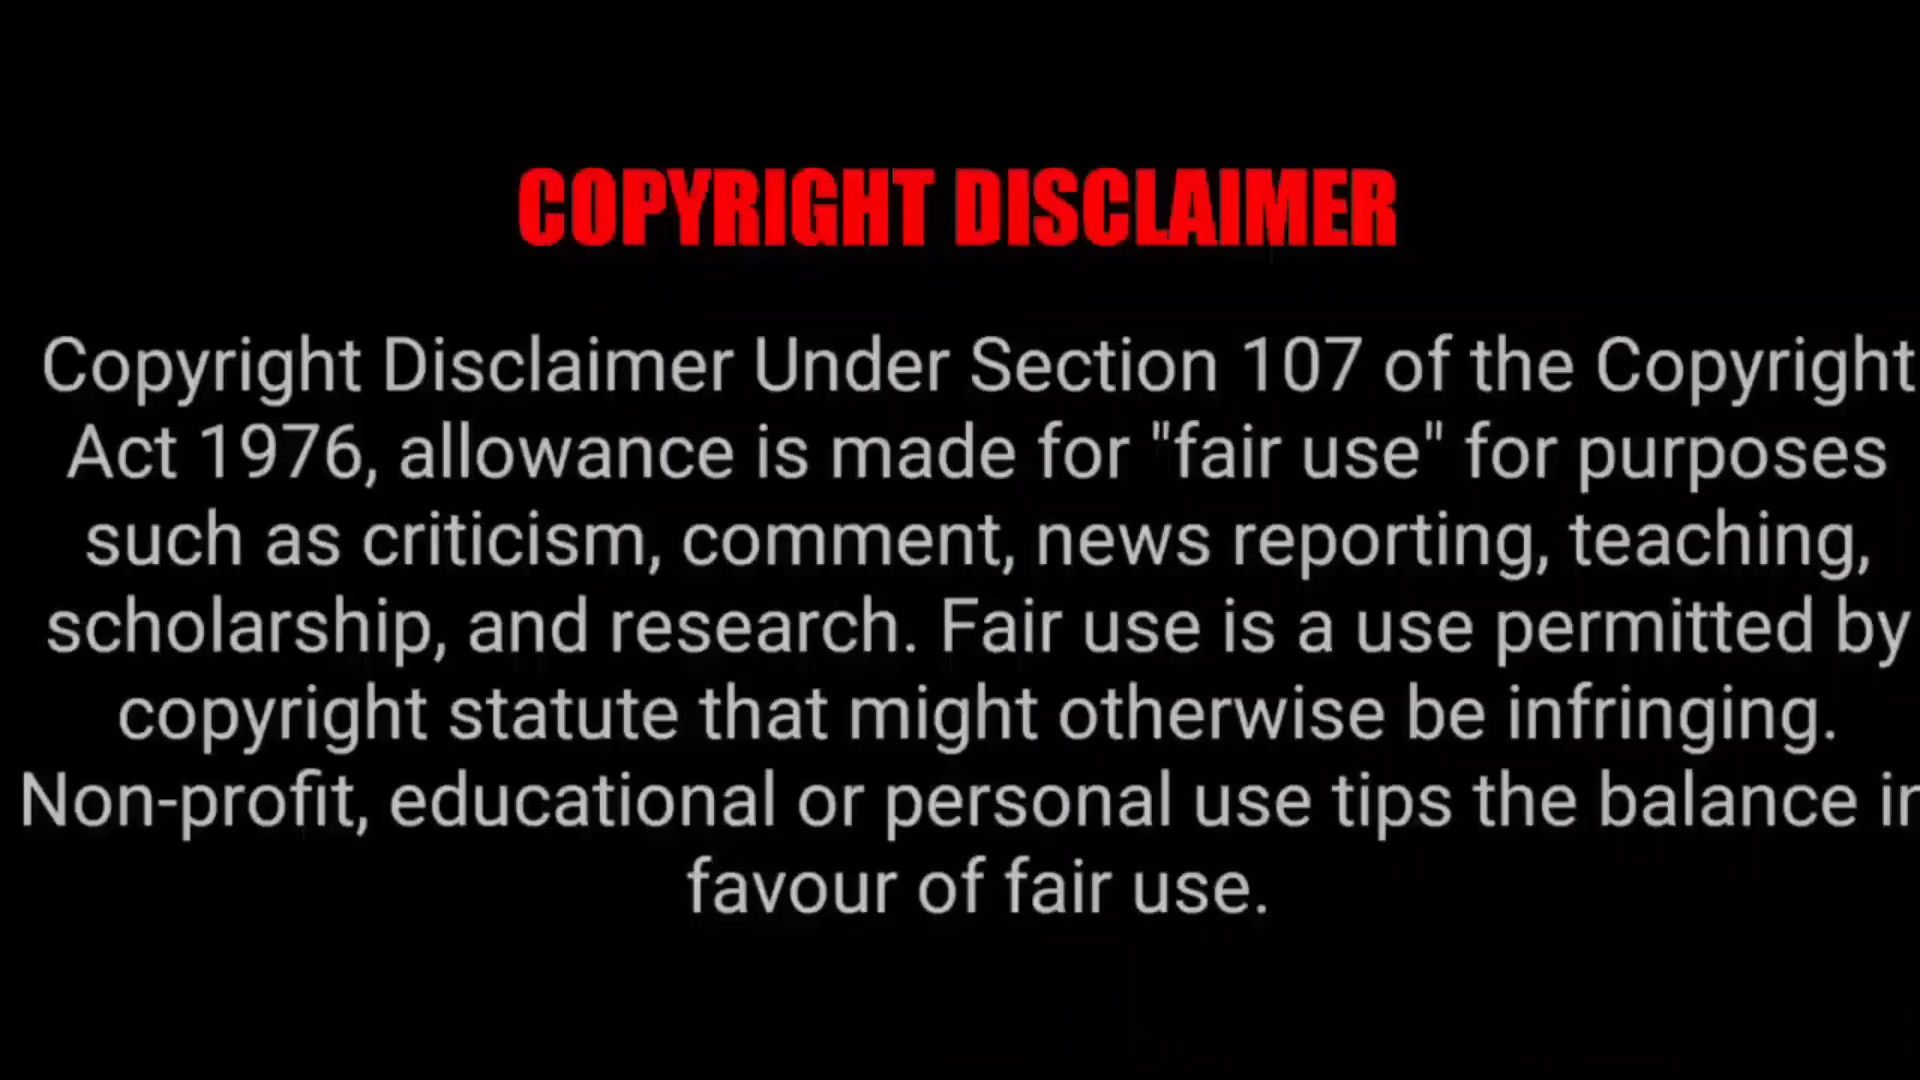 COPYRIGHT DISCLAIMER
Copyright Disclaimer Under Section 107 of the Copyright
Act 1976, allowance is made for "fair use" for purposes
such as criticism, comment, news reporting, teaching,
scholarship, and research. Fair use is a use permitted by
copyright statute that might otherwise be infringing.
Non-profit, educational or personal use tips the balance in
favour of fair use.